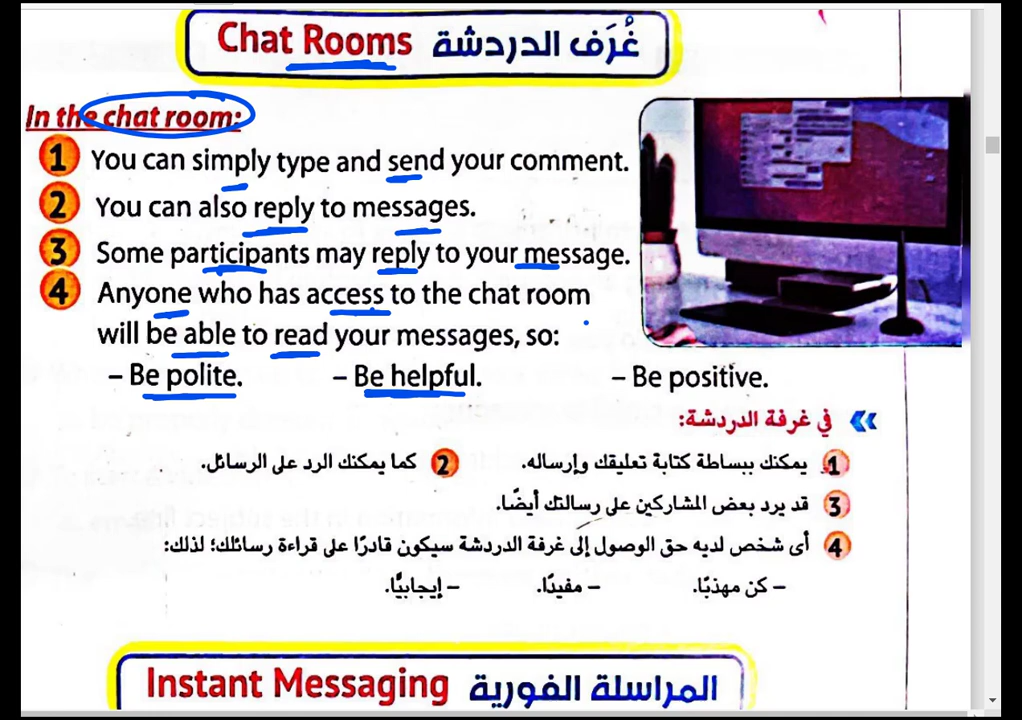 Chat Rooms غُرَف الدردشة
In the chat room:
1 You can simply type and send your comment.
2 You can also reply to messages.
3 Some participants may reply to your message.
4 Anyone who has access to the chat room
will be able to read your messages, so:
– Be polite. – Be helpful. – Be positive.
في غرفة الدردشة:
1 يمكنك ببساطة كتابة تعليقك وإرساله. 2 كما يمكنك الرد على الرسائل.
3 قد يرد بعض المشاركين على رسالتك أيضًا.
4 أى شخص لديه حق الوصول إلى غرفة الدردشة سيكون قادرًا على قراءة رسائلك؛ لذلك:
– كن مهذبًا. – مفيدًا. – إيجابيًّا.
Instant Messaging المراسلة الفورية